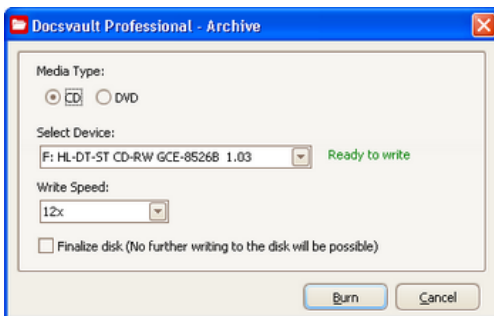 Docsvault Professional - Archive
Media Type:
CD DVD
Select Device:
F: HL-DT-ST CD-RW GCE-8526B 1.03 Ready to write
Write Speed:
12x
Finalize disk (No further writing to the disk will be possible)
Burn Cancel